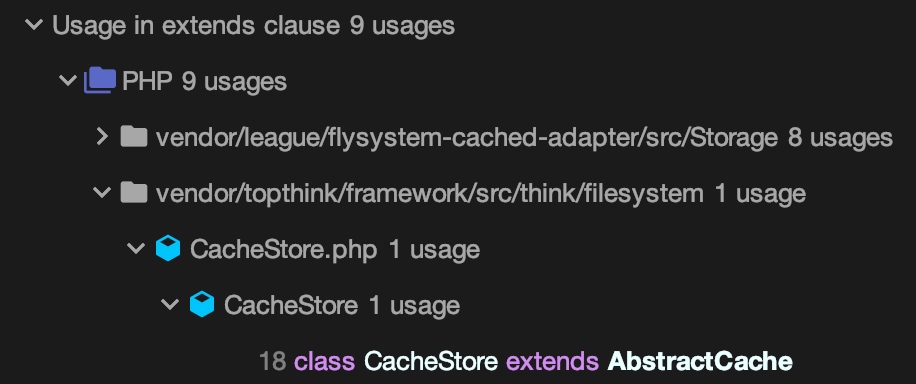 Usage in extends clause 9 usages
PHP 9 usages
vendor/league/flysystem-cached-adapter/src/Storage 8 usages
vendor/topthink/framework/src/think/filesystem 1 usage
CacheStore.php 1 usage
CacheStore 1 usage
18 class CacheStore extends AbstractCache